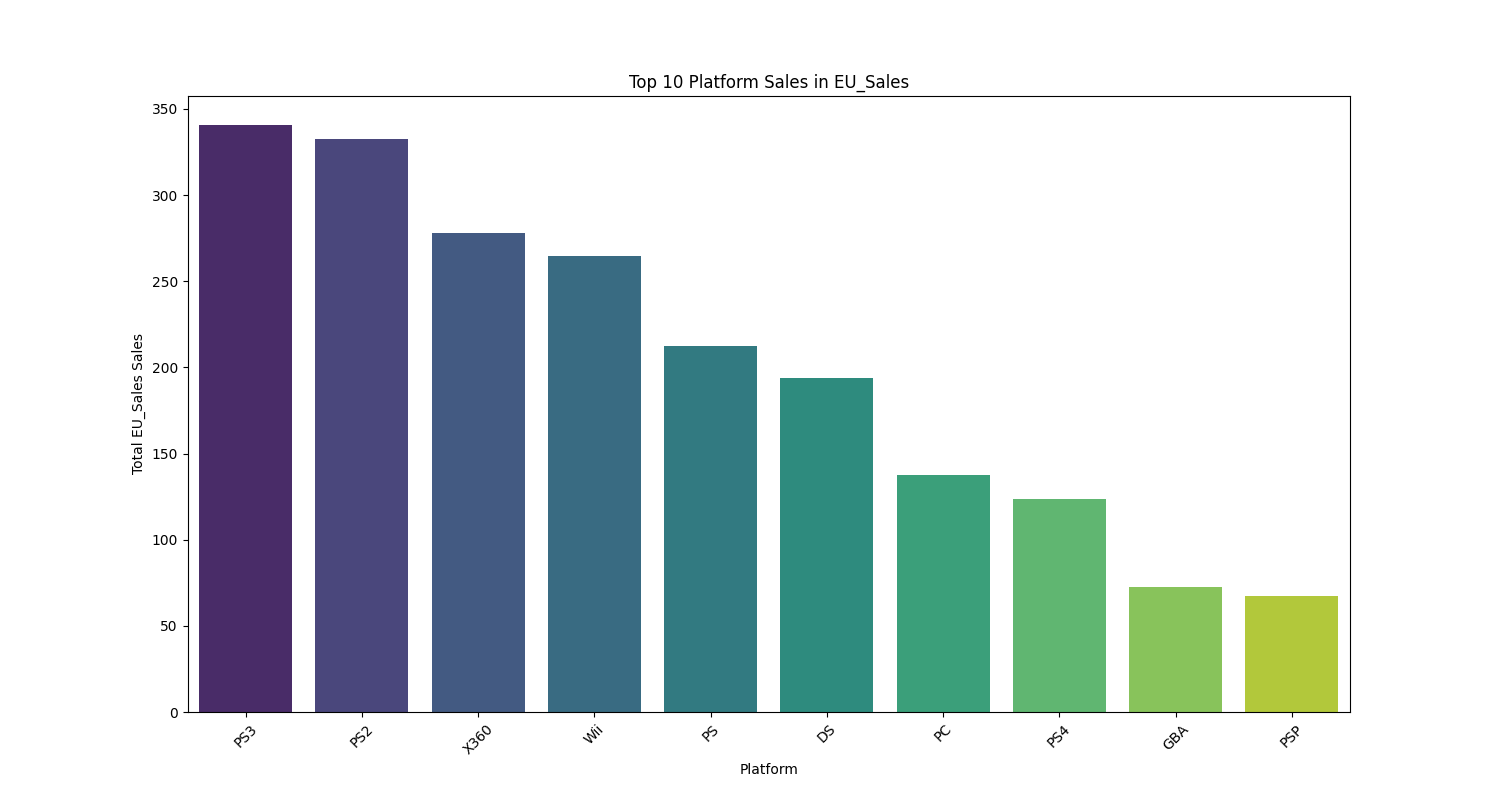 Top 10 Platform Sales in EU_Sales
Total EU_Sales Sales
350
300
250
200
150
100
50
0
PS3
PS2
X360
Wii
PS
DS
PC
PS4
GBA
PSP
Platform